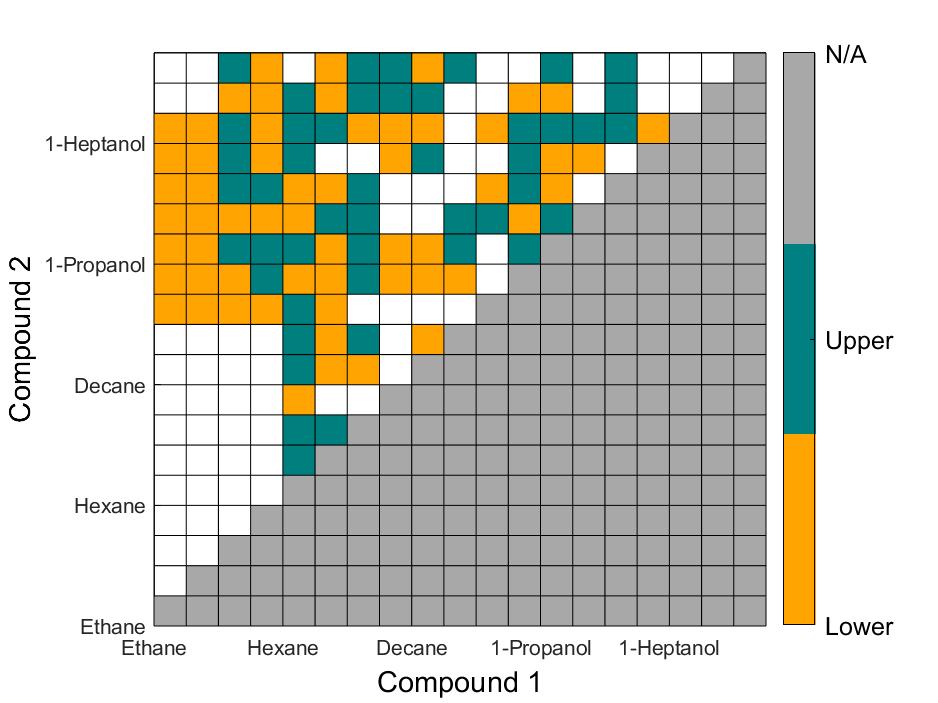 N/A
1-Heptanol
1-Propanol
Upper
Compound 2
Decane
Hexane
Ethane
Lower
Ethane Hexane Decane 1-Propanol 1-Heptanol
Compound 1